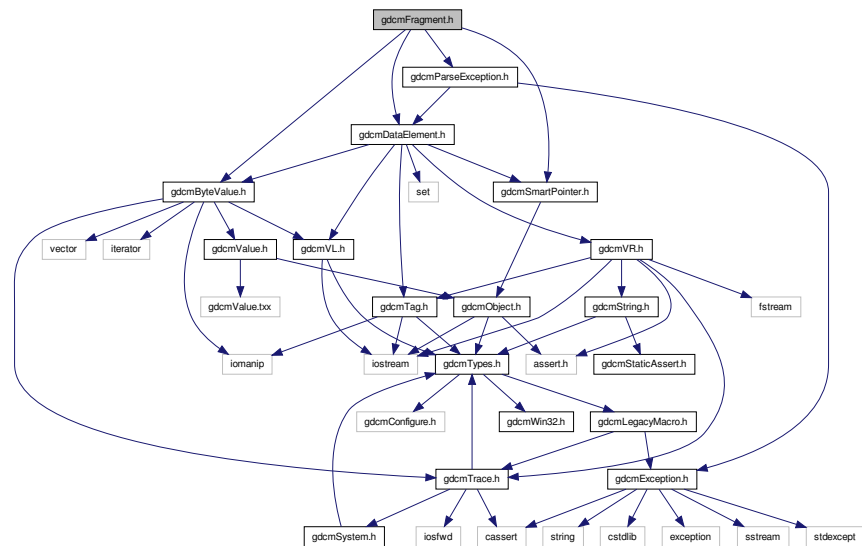 gdcmFragment.h
gdcmParseException.h
gdcmDataElement.h
gdcmByteValue.h
set
gdcmSmartPointer.h
vector
iterator
gdcmValue.h
gdcmVL.h
gdcmVR.h
gdcmValue.txx
gdcmTag.h
gdcmObject.h
gdcmString.h
fstream
iomanip
iostream
gdcmTypes.h
assert.h
gdcmStaticAssert.h
gdcmConfigure.h
gdcmWin32.h
gdcmLegacyMacro.h
gdcmTrace.h
gdcmException.h
gdcmSystem.h
iosfwd
cassert
string
cstdlib
exception
sstream
stdexcept